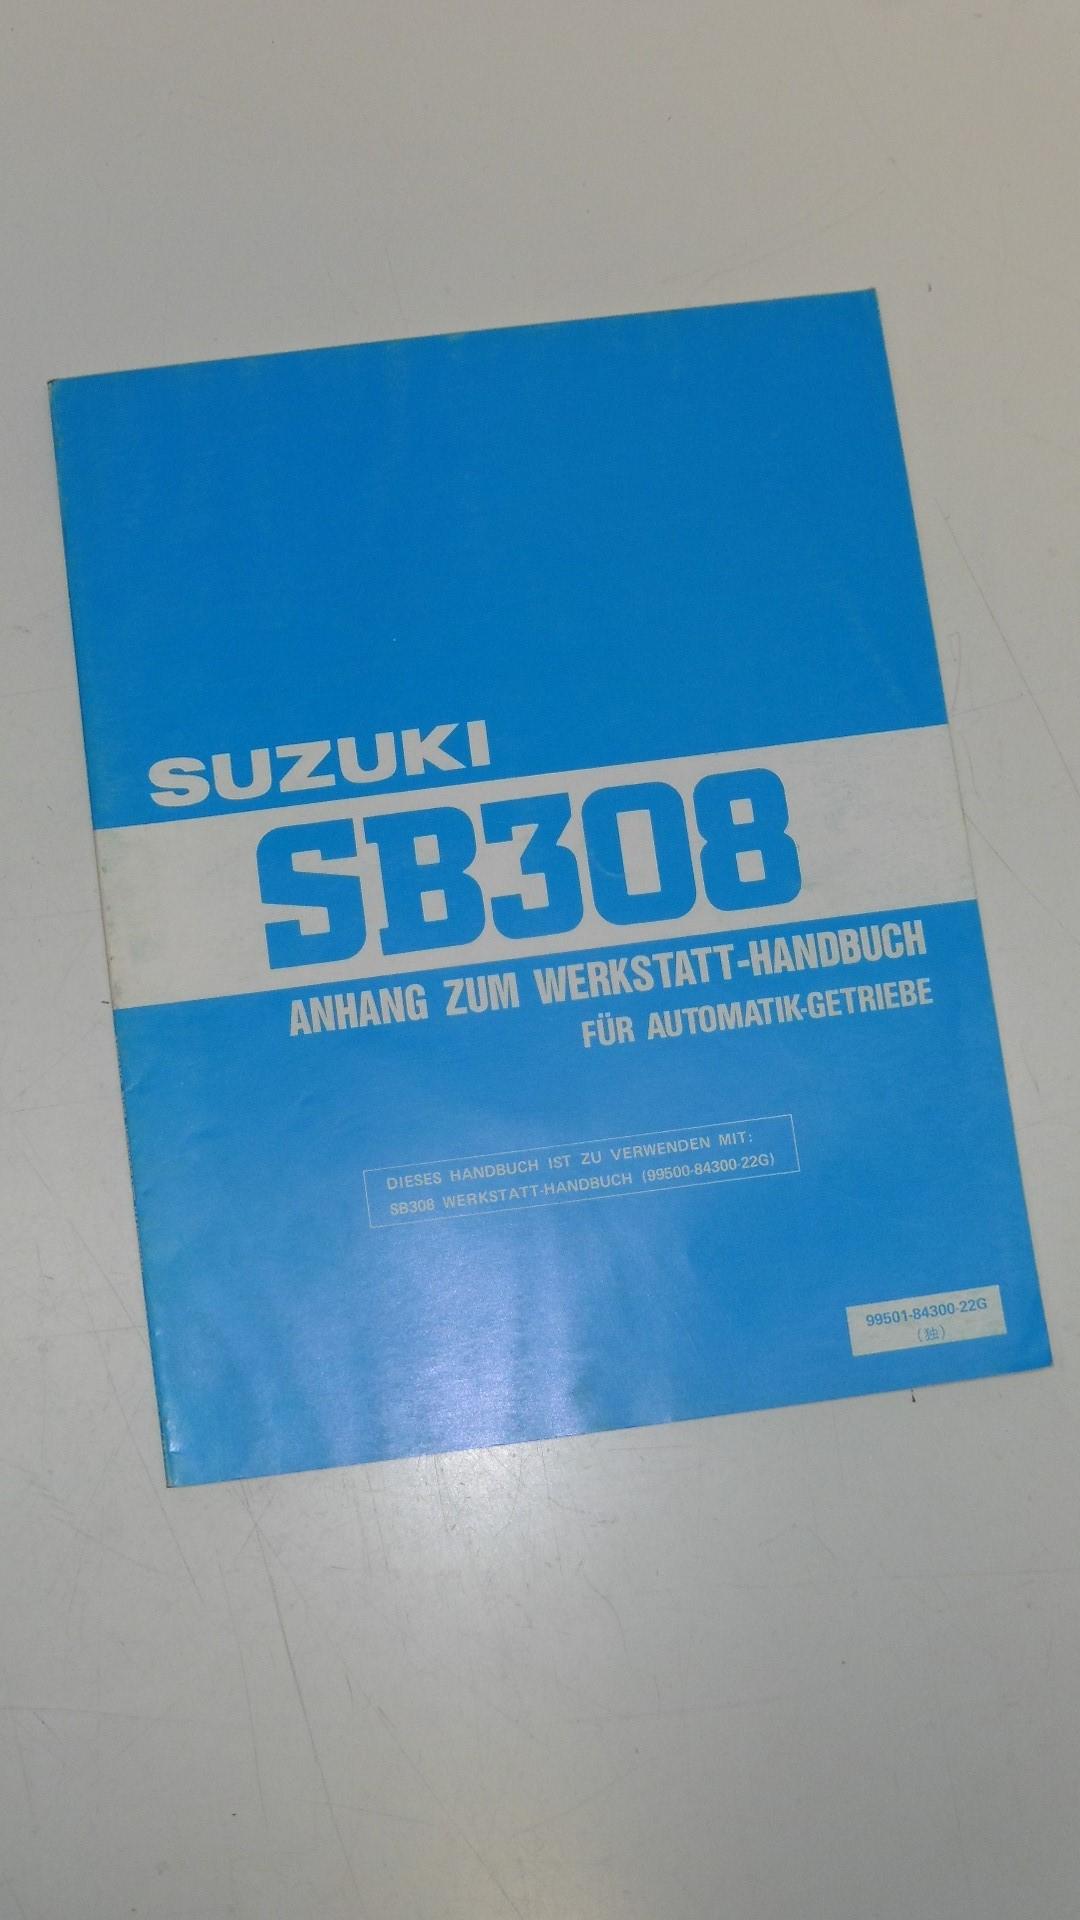 SUZUKI
SB308
ANHANG ZUM WERKSTATT-HANDBUCH
FÜR AUTOMATIK-GETRIEBE
DIESES HANDBUCH IST ZU VERWENDEN MIT:
SB308 WERKSTATT-HANDBUCH (99500-84300-22G)
99501-84300-22G
(独)